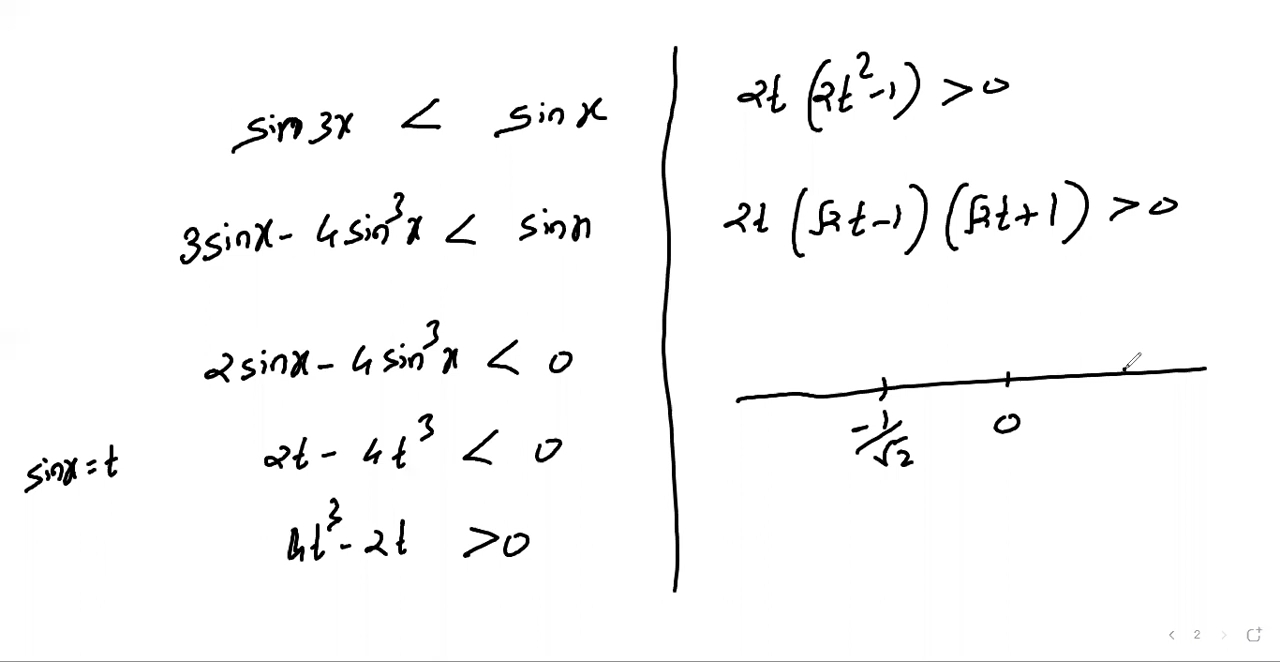 sin 3x < sin x
3sinx - 4sin³x < sinx
2sinx - 4sin³x < 0
sinx = t
2t - 4t³ < 0
4t³ - 2t > 0
2t (2t² - 1) > 0
2t (√2t - 1) (√2t + 1) > 0
-1/√2 0
< 2 >